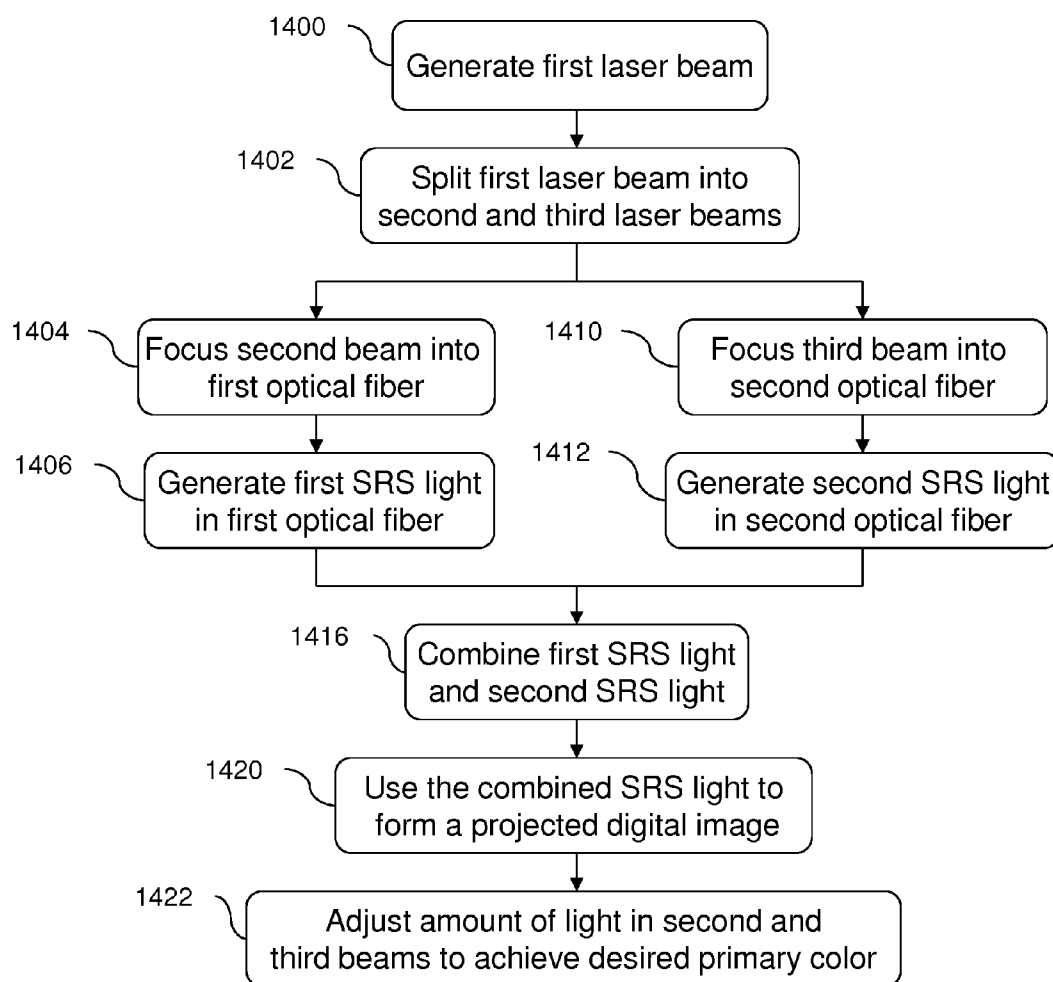 1400
Generate first laser beam
1402
Split first laser beam into
second and third laser beams
1404
Focus second beam into
first optical fiber
1410
Focus third beam into
second optical fiber
1406
Generate first SRS light
in first optical fiber
1412
Generate second SRS light
in second optical fiber
1416
Combine first SRS light
and second SRS light
1420
Use the combined SRS light to
form a projected digital image
1422
Adjust amount of light in second and
third beams to achieve desired primary color